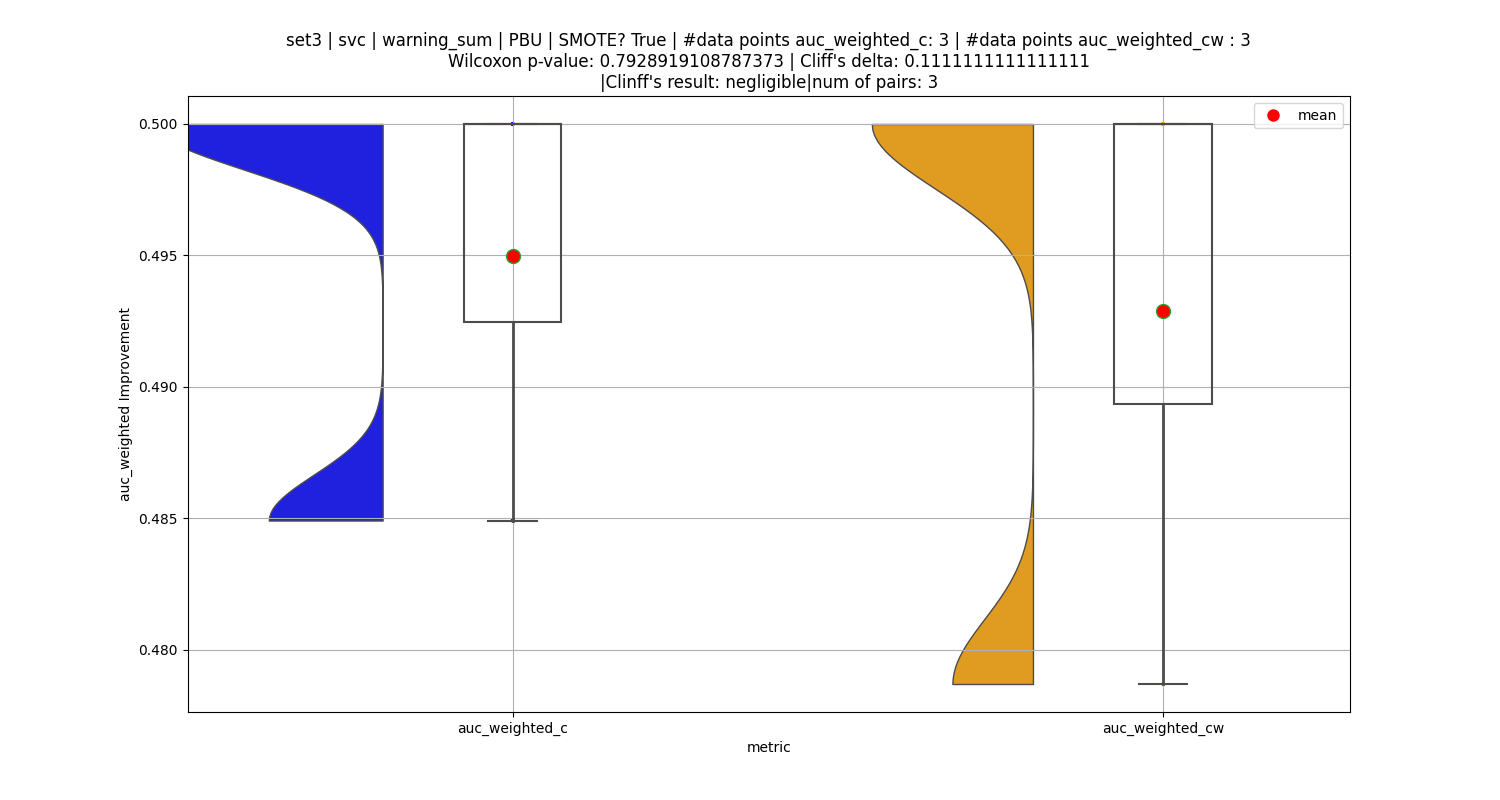 set3 | svc | warning_sum | PBU | SMOTE? True | #data points auc_weighted_c: 3 | #data points auc_weighted_cw : 3
Wilcoxon p-value: 0.7928919108787373 | Cliff's delta: 0.1111111111111111
|Clinff's result: negligible|num of pairs: 3
mean
0.500
0.495
0.490
0.485
0.480
auc_weighted Improvement
auc_weighted_c
auc_weighted_cw
metric